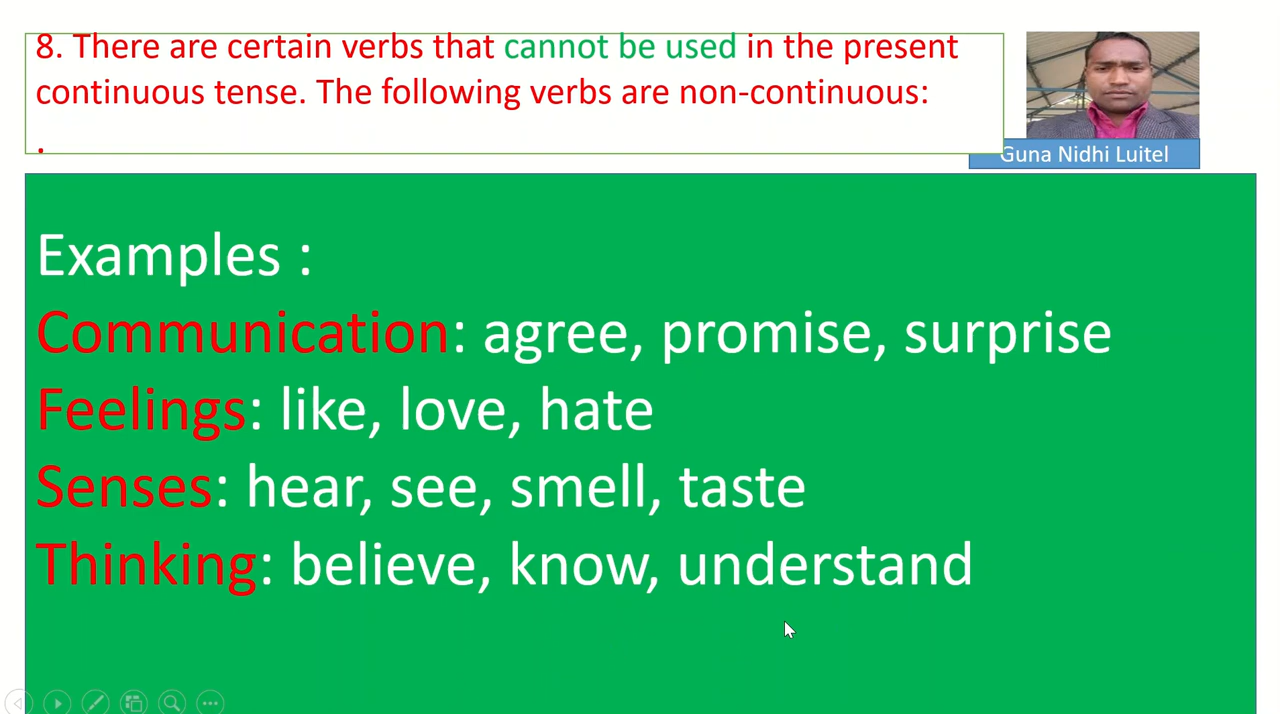 8. There are certain verbs that cannot be used in the present
continuous tense. The following verbs are non-continuous:
.
Guna Nidhi Luitel
Examples :
Communication: agree, promise, surprise
Feelings: like, love, hate
Senses: hear, see, smell, taste
Thinking: believe, know, understand